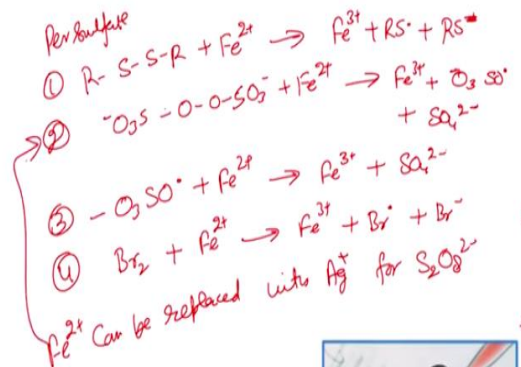 Persulfate
① R-S-S-R + Fe²⁺ → Fe³⁺ + RS• + RS⁻
② ⁻O₃S-O-O-SO₃⁻ + Fe²⁺ → Fe³⁺ + O₃SO•⁻
+ SO₄²⁻
③ -O₃SO• + Fe²⁺ → Fe³⁺ + SO₄²⁻
④ Br₂ + Fe²⁺ → Fe³⁺ + Br• + Br⁻
Fe²⁺ Can be replaced with Ag⁺ for S₂O₈²⁻